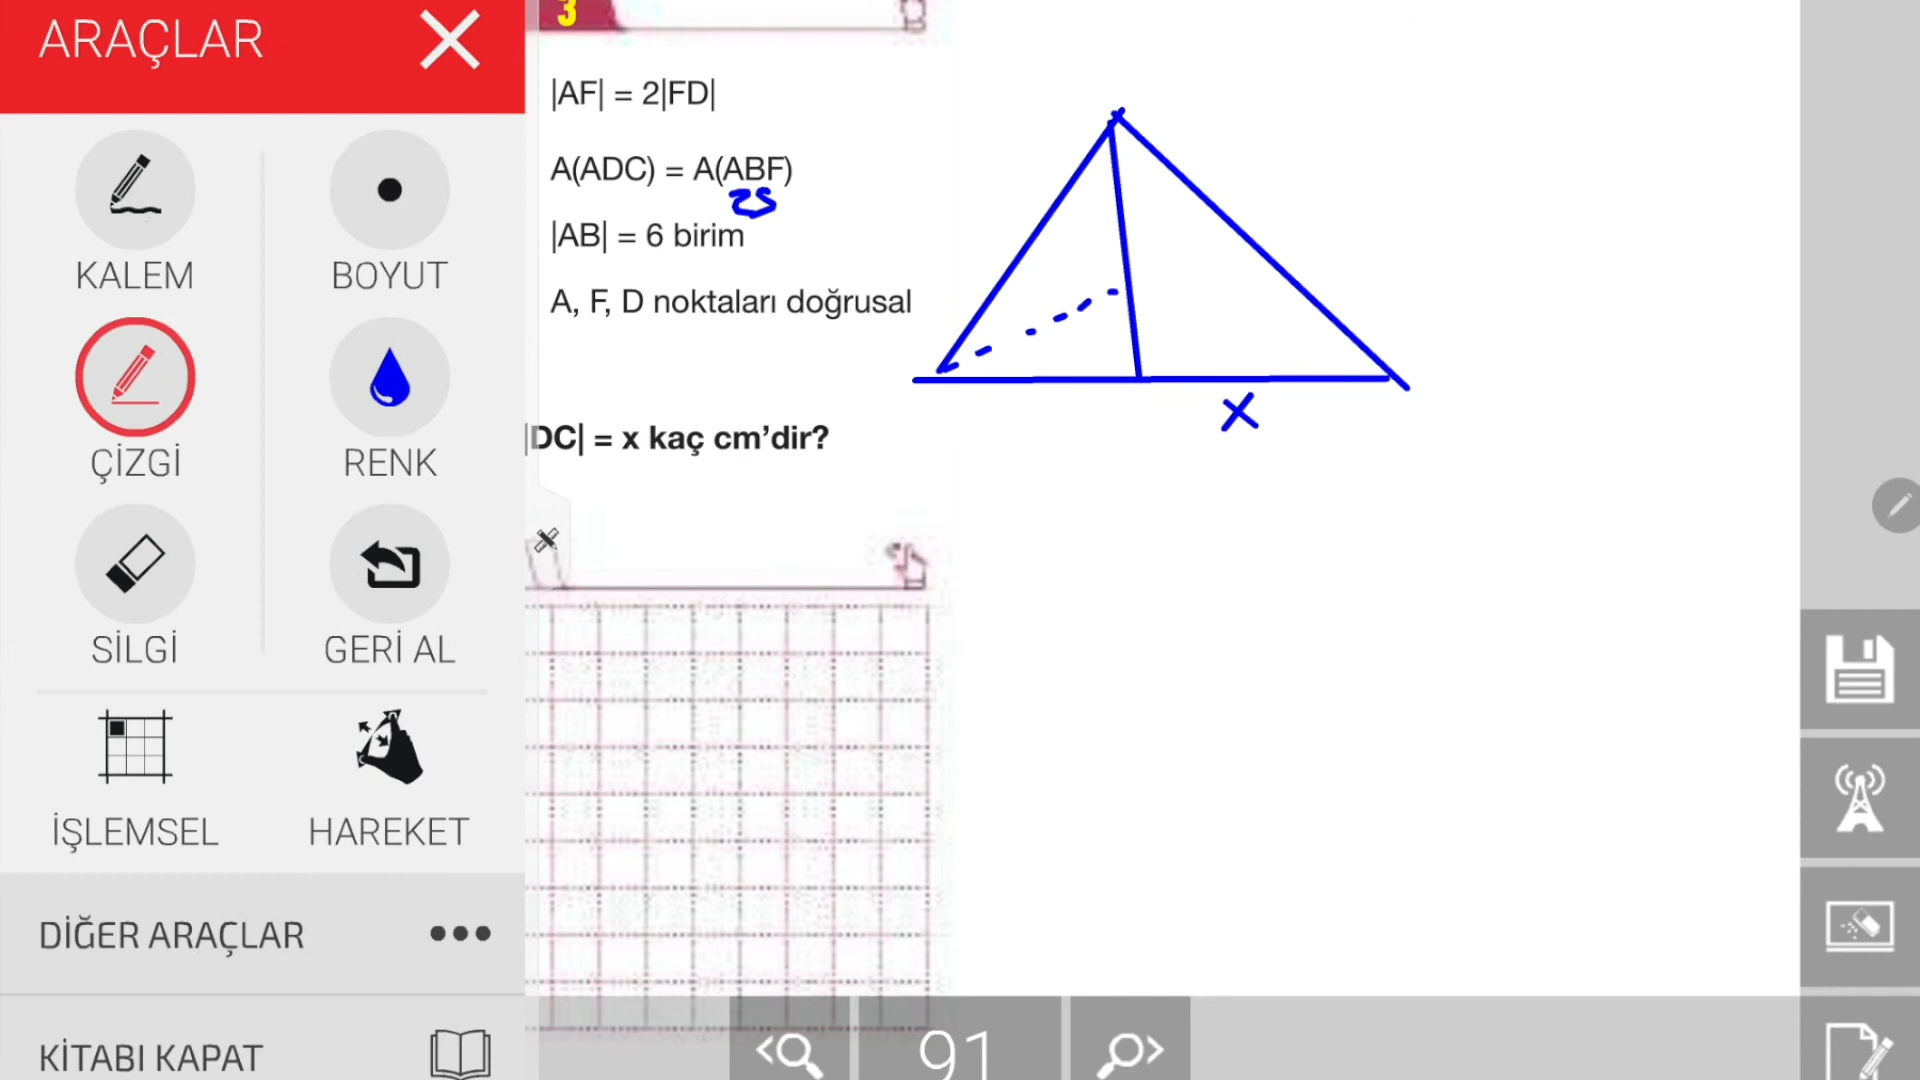 ARAÇLAR
KALEM
BOYUT
ÇİZGİ
RENK
SİLGİ
GERİ AL
İŞLEMSEL
HAREKET
DİĞER ARAÇLAR
KİTABI KAPAT
3
|AF| = 2|FD|
A(ADC) = A(ABF)
2S
|AB| = 6 birim
A, F, D noktaları doğrusal
|DC| = x kaç cm’dir?
x
91